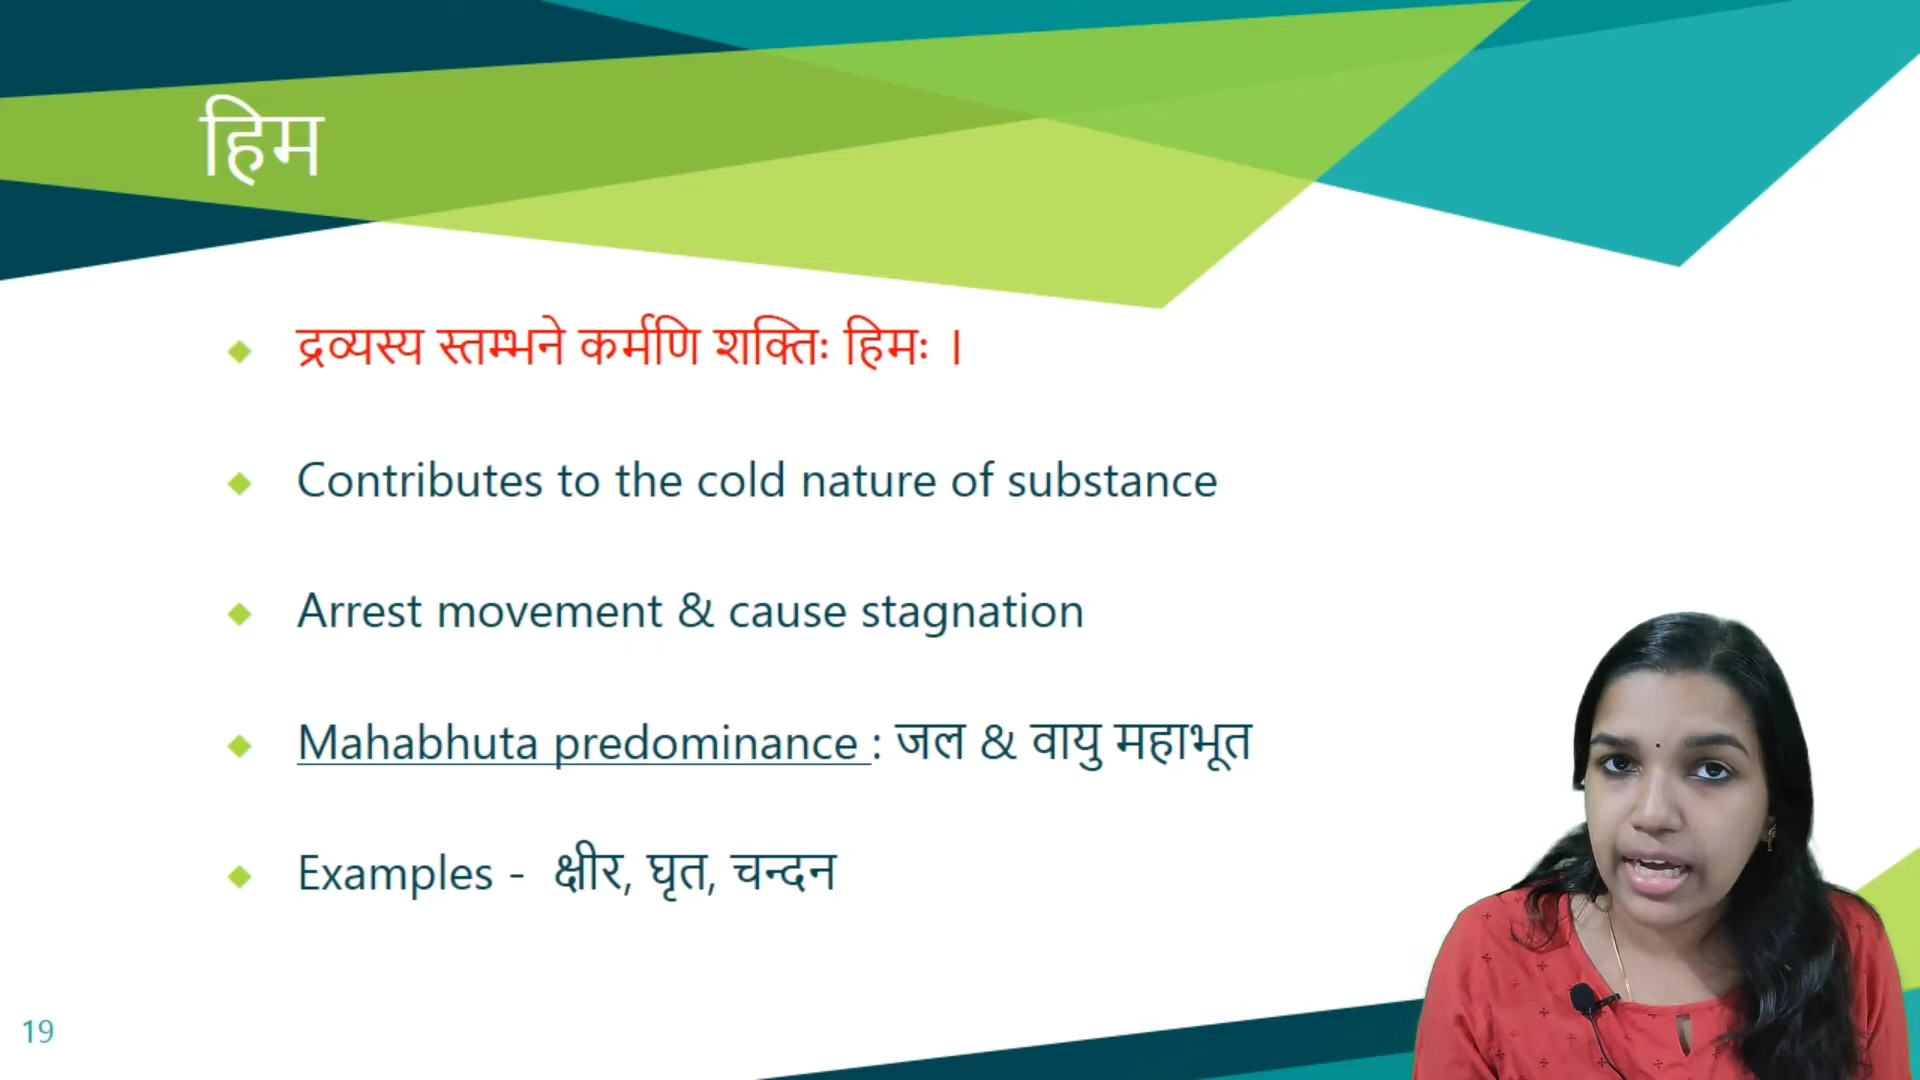 हिम
द्रव्यस्य स्तम्भने कर्मणि शक्तिः हिमः ।
Contributes to the cold nature of substance
Arrest movement & cause stagnation
Mahabhuta predominance : जल & वायु महाभूत
Examples - क्षीर, घृत, चन्दन
19